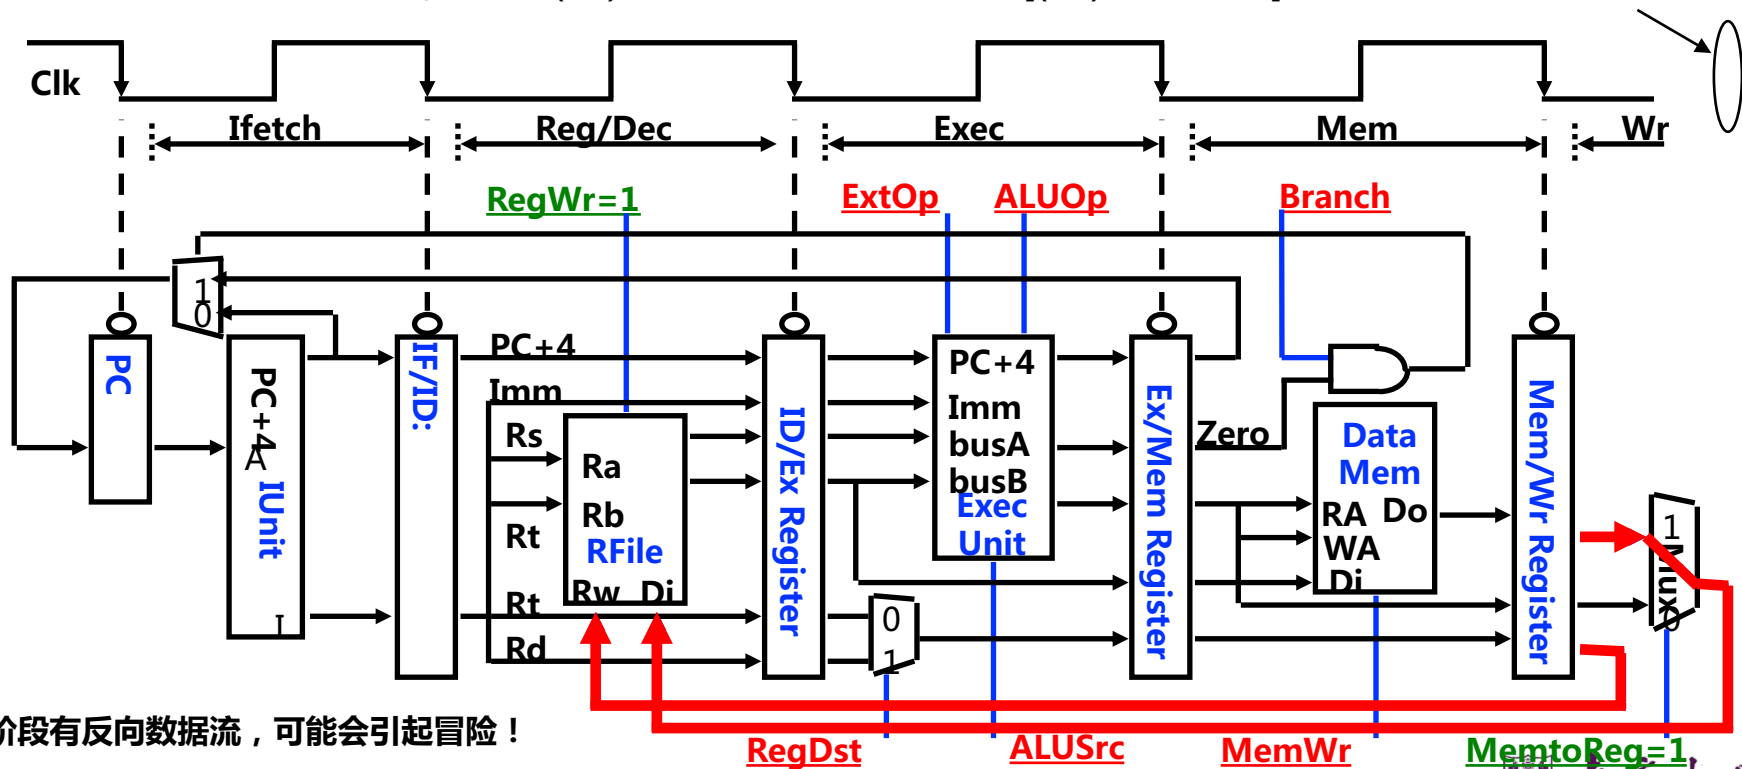 Clk
Ifetch
Reg/Dec
Exec
Mem
Wr
RegWr=1
ExtOp
ALUOp
Branch
1
0
PC
PC+4
A
IUnit
I
IF/ID:
PC+4
Imm
Rs
Rt
Ra
Rb
RFile
Rw Di
Rt
Rd
ID/Ex Register
0
1
PC+4
Imm
busA
busB
Exec
Unit
Ex/Mem Register
Zero
Data
Mem
RA Do
WA
Di
Mem/Wr Register
1
Mux
0
阶段有反向数据流，可能会引起冒险！
RegDst
ALUSrc
MemWr
MemtoReg=1